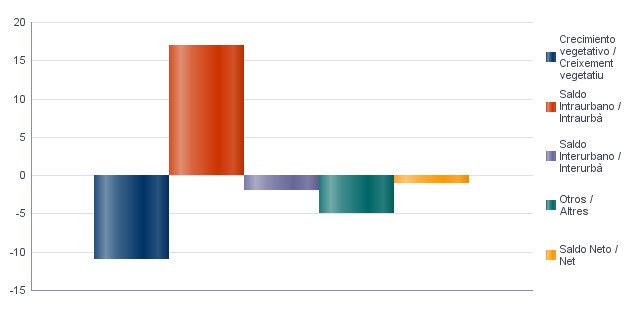 20
15
10
5
0
-5
-10
-15
Crecimiento
vegetativo /
Creixement
vegetatiu
Saldo
Intraurbano /
Intraurbà
Saldo
Interurbano /
Interurbà
Otros /
Altres
Saldo Neto /
Net